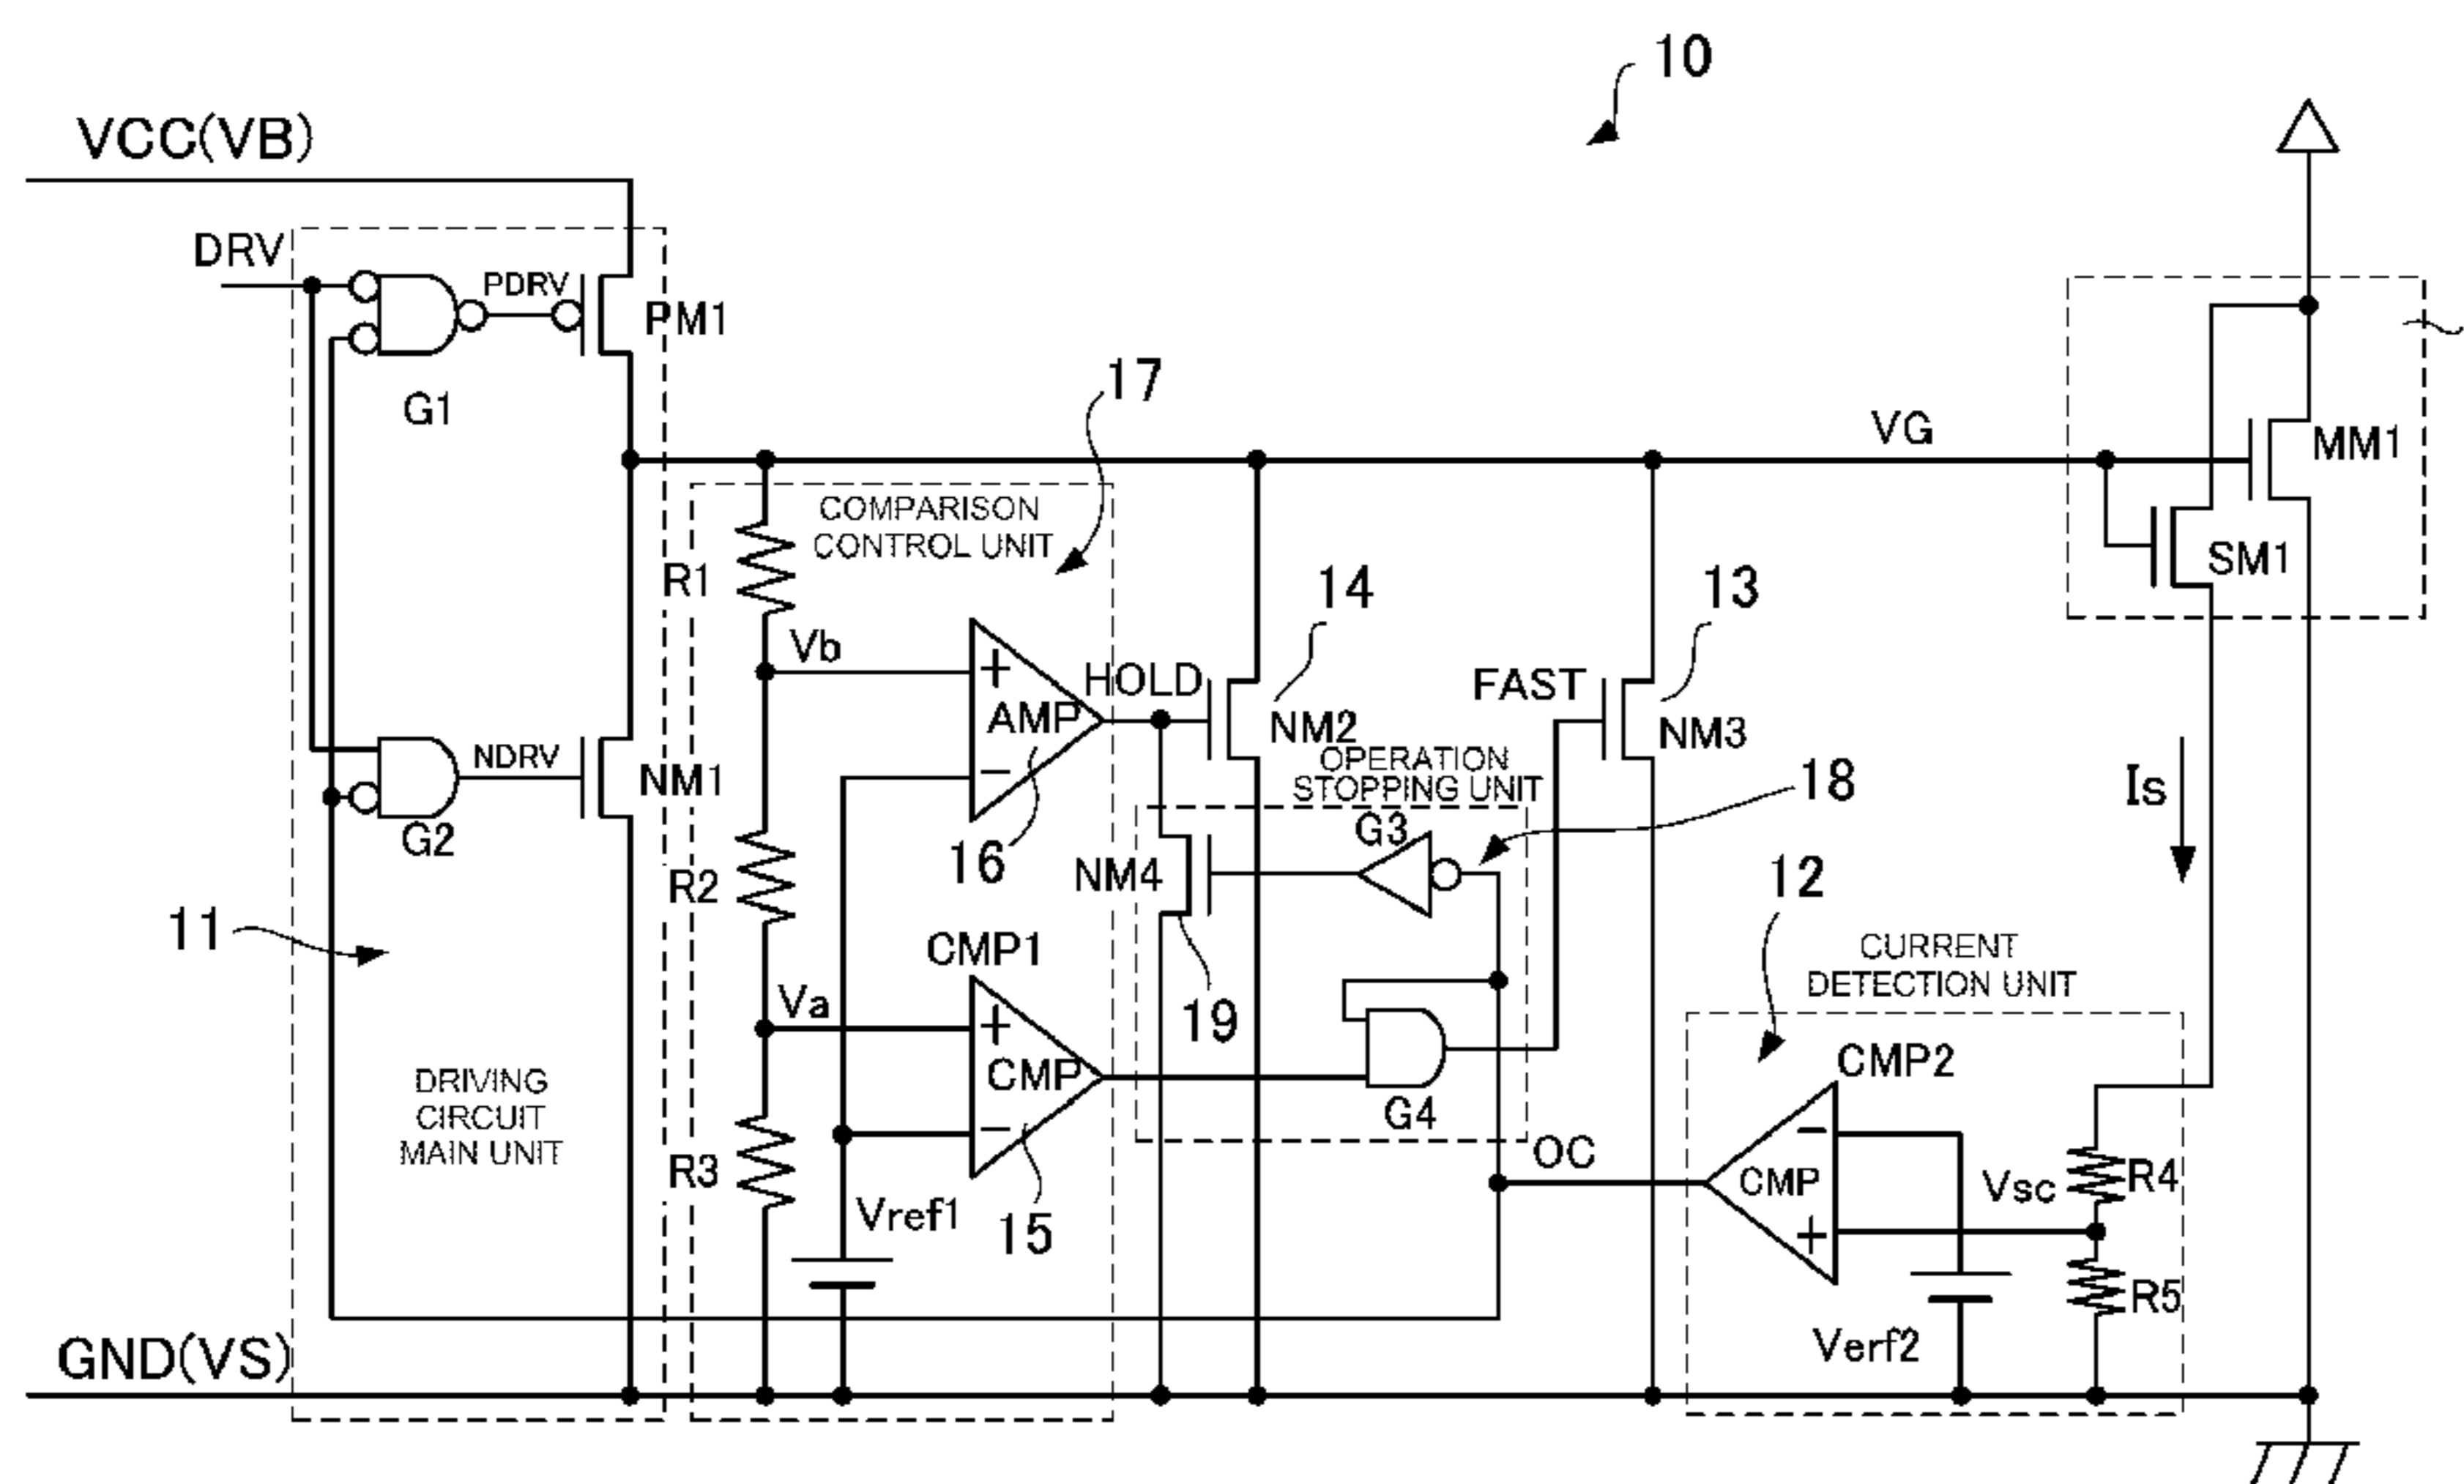 10
VCC(VB)
DRV
PDRV
PM1
G1
17
VG
MM1
COMPARISON
CONTROL UNIT
R1
SM1
14
13
Vb
+
AMP
-
HOLD
FAST
NM2
NM3
OPERATION
STOPPING UNIT
NDRV
NM1
G2
16
18
G3
Is
NM4
R2
12
11
CMP1
CURRENT
DETECTION UNIT
Va
+
CMP
-
19
CMP2
DRIVING
CIRCUIT
MAIN UNIT
G4
-
CMP
+
OC
R3
Vref1
15
Vsc
R4
R5
Verf2
GND(VS)